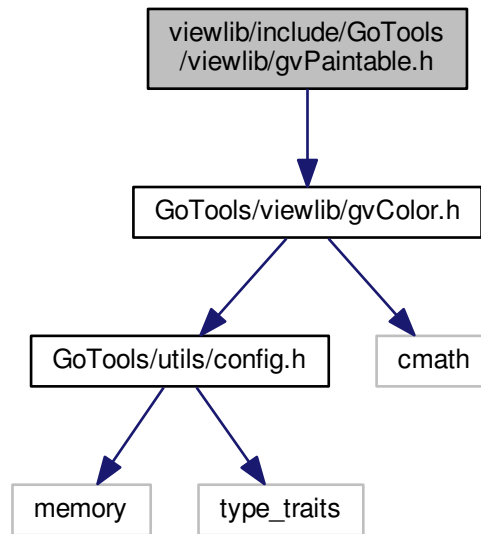 viewlib/include/GoTools
/viewlib/gvPaintable.h
GoTools/viewlib/gvColor.h
GoTools/utils/config.h
cmath
memory
type_traits